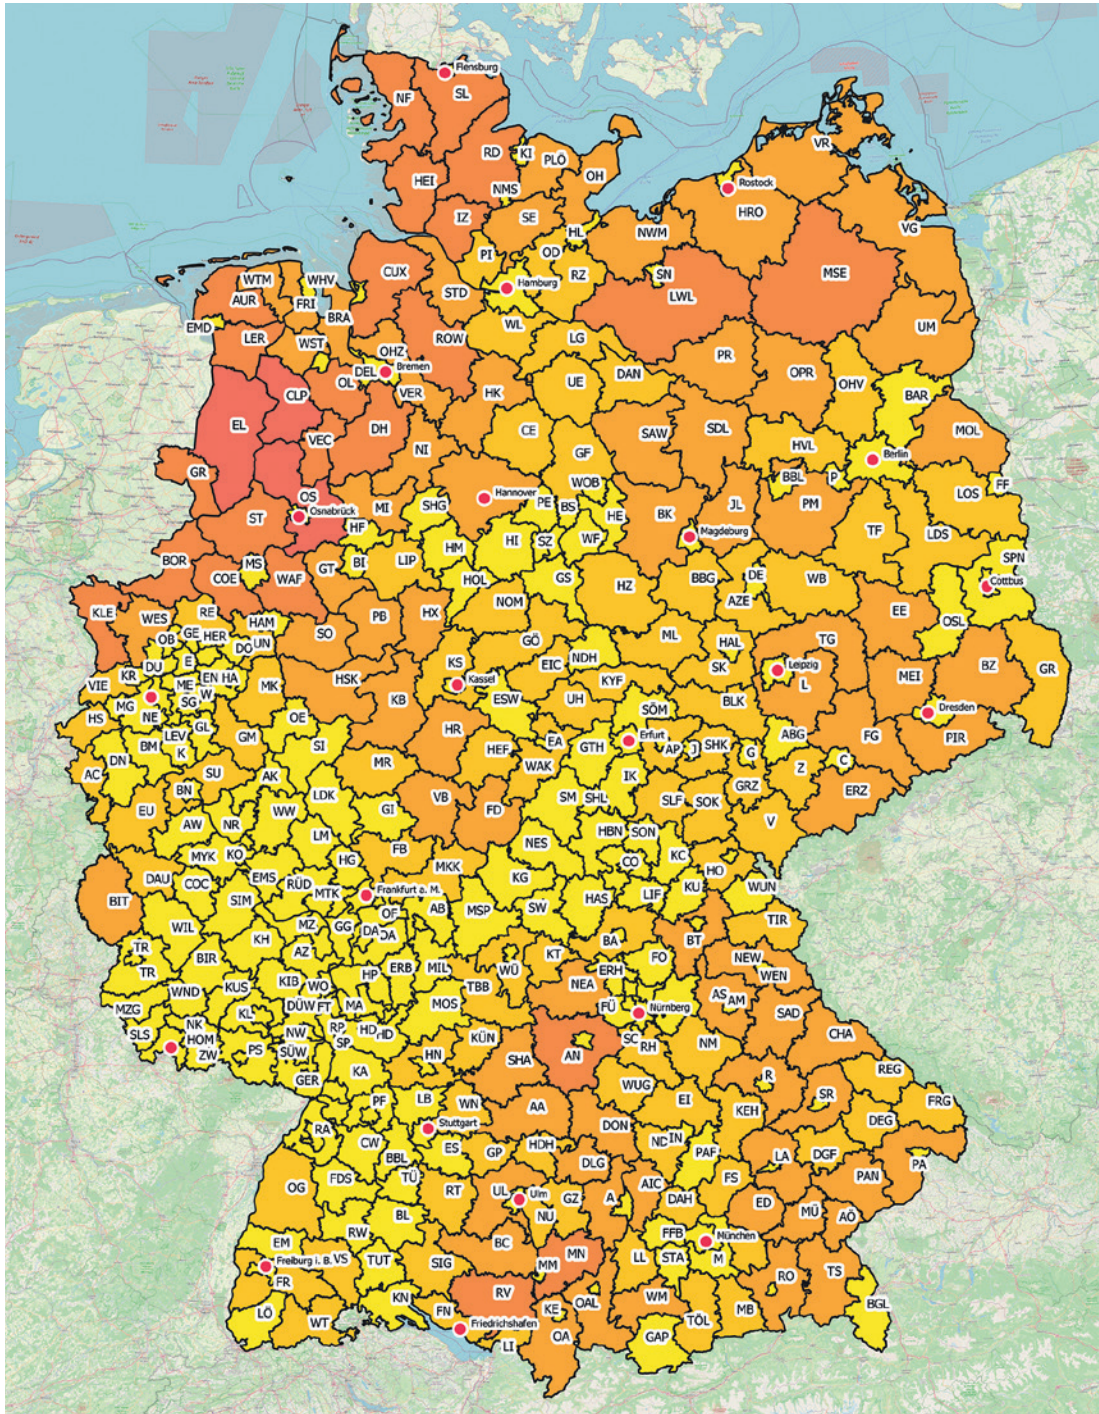 Flensburg
NF
SL
RD
KI
PLÖ
OH
VR
HEI
NMS
Rostock
IZ
SE
HL
NWM
HRO
VG
PI
OD
RZ
SN
MSE
WTM
WHV
CUX
STD
Hamburg
LWL
AUR
FRI
BRA
EMD
LER
WST
OHZ
ROW
WL
LG
UM
DEL
Bremen
OL
VER
HK
UE
DAN
PR
OPR
OHV
BAR
EL
CLP
VEC
DH
NI
CE
SAW
SDL
HVL
MOL
GR
GF
Berlin
OS
Osnabrück
MI
SHG
Hannover
PE
WOB
BS
HE
BK
JL
BBL
P
PM
LOS
FF
ST
HF
HM
HI
SZ
WF
Magdeburg
TF
LDS
BOR
COE
MS
WAF
GT
BI
LIP
HOL
GS
HZ
BBG
DE
WB
SPN
Cottbus
KLE
WES
RE
HAM
SO
PB
HX
NOM
AZE
EE
OSL
OB
GE
HER
DO
UN
GÖ
ML
HAL
TG
DU
E
EN
HA
KS
Kassel
EIC
NDH
SK
Leipzig
L
MEI
BZ
GR
VIE
KR
MG
ME
W
SG
MK
HSK
KB
ESW
UH
KYF
BLK
Dresden
HS
NE
LEV
GL
GM
OE
HR
SÖM
PIR
BM
K
SI
HEF
EA
GTH
Erfurt
AP
J
SHK
G
ABG
FG
DN
AC
SU
MR
WAK
C
Z
BN
AK
LDK
IK
GRZ
ERZ
EU
WW
GI
VB
FD
SM
SHL
SLF
SOK
V
AW
NR
LM
HBN
SON
MYK
KO
FB
NES
CO
KC
HO
DAU
COC
EMS
RÜD
HG
MTK
MKK
KG
BIT
SIM
Frankfurt a. M.
OF
AB
MSP
SW
HAS
LIF
KU
WUN
WIL
MZ
GG
DA
DA
TIR
TR
KH
AZ
BA
BT
BIR
HP
ERB
MIL
WÜ
KT
FO
NEW
TR
WND
KUS
KIB
WO
TBB
NEA
ERH
WEN
MZG
KL
DÜW
FT
MA
MOS
FÜ
Nürnberg
AS
AM
SAD
SLS
NK
HOM
ZW
PS
NW
SÜW
RP
SP
HD
HD
HN
KÜN
SHA
AN
SC
RH
NM
CHA
GER
KA
WUG
R
REG
PF
LB
WN
AA
EI
KEH
SR
FRG
RA
Stuttgart
DON
DEG
CW
BBL
ES
GP
HDH
ND
IN
PAF
LA
DGF
PA
FDS
TÜ
DLG
PAN
OG
RT
UL
Ulm
GZ
A
AIC
DAH
FS
ED
MÜ
AÖ
RW
BL
NU
FFB
München
EM
BC
MN
LL
STA
M
Freiburg i. B.
VS
TUT
SIG
MM
RO
TS
FR
KN
RV
OAL
WM
BGL
LÖ
WT
FN
KE
TÖL
MB
Friedrichshafen
LI
OA
GAP